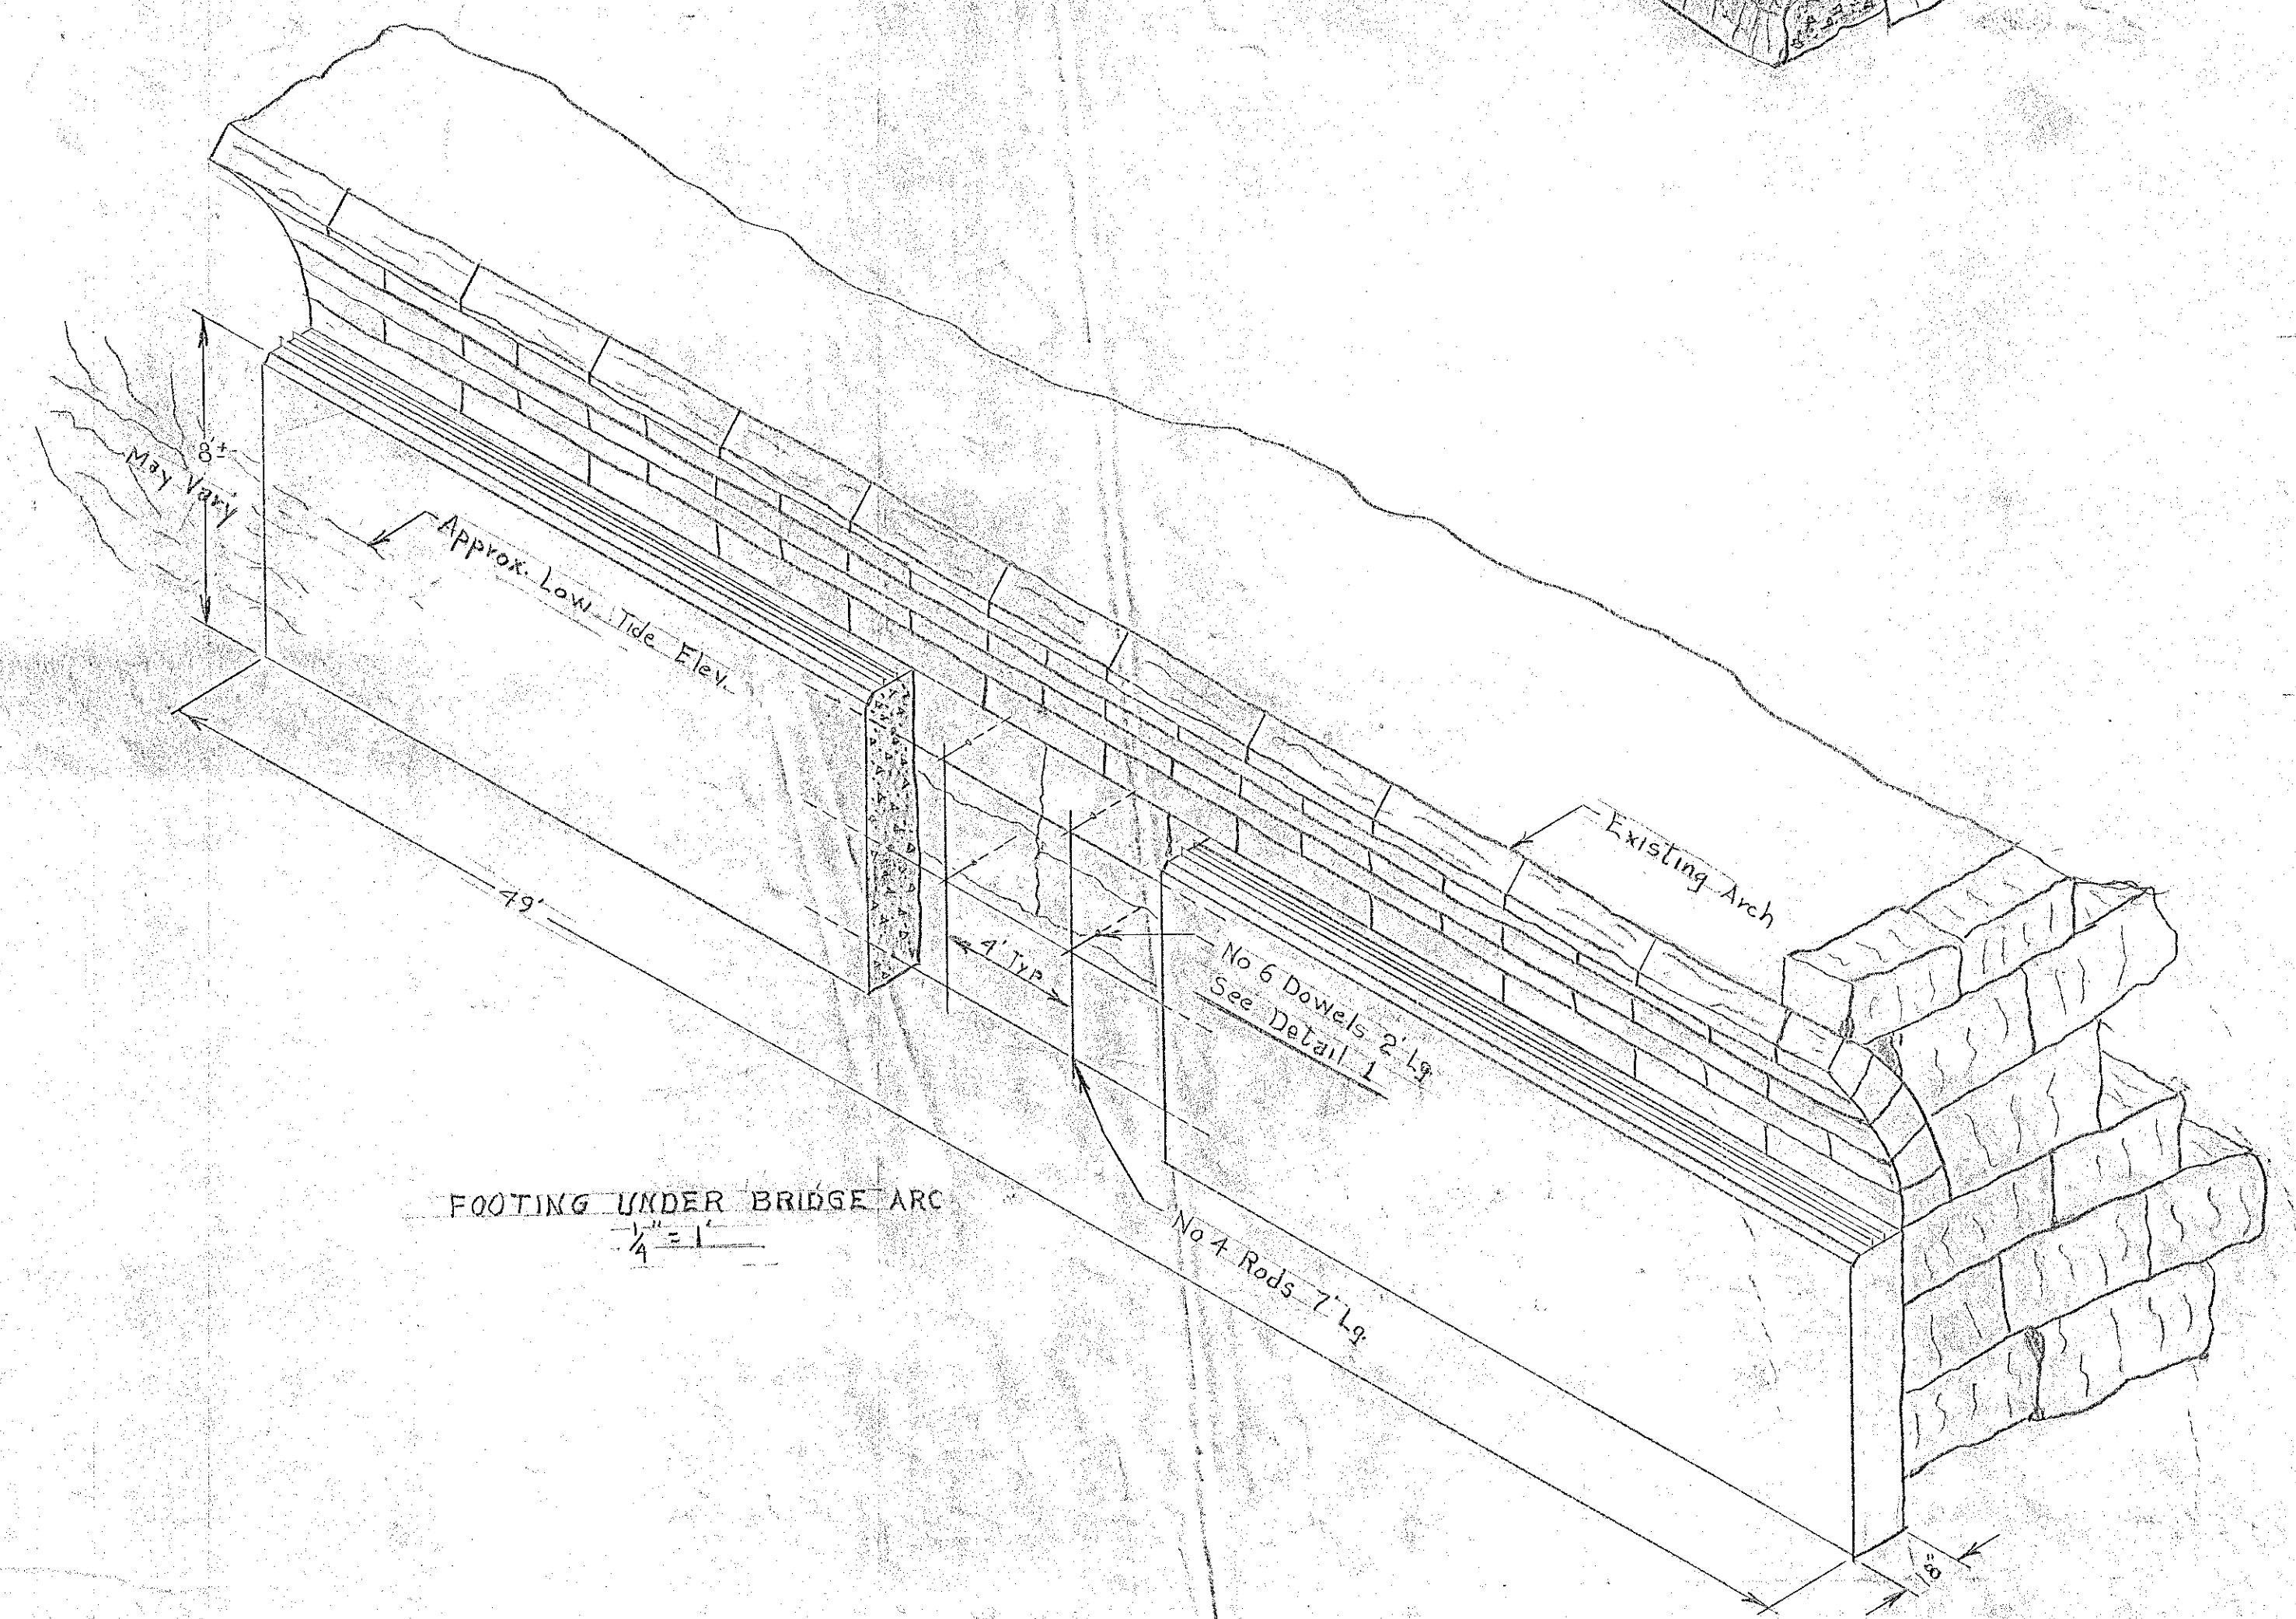 8'±
May Vary
Approx. Low Tide Elev.
49'
4' Typ.
Existing Arch
No 6 Dowels 2' Lg
See Detail 1
No 4 Rods 7' Lg.
FOOTING UNDER BRIDGE ARC
1/4" = 1'
18"